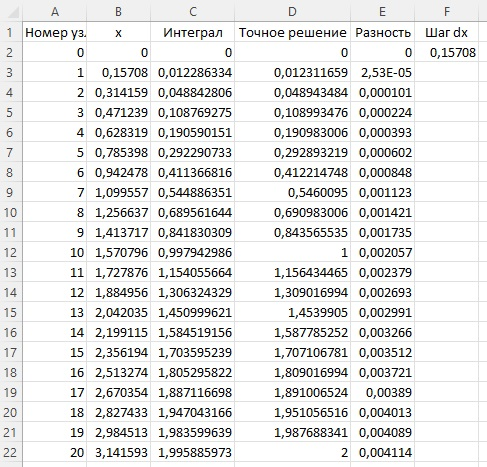 A B C D E F
1 Номер узл x Интеграл Точное решение Разность Шаг dx
2 0 0 0 0 0 0,15708
3 1 0,15708 0,012286334 0,012311659 2,53E-05
4 2 0,314159 0,048842806 0,048943484 0,000101
5 3 0,471239 0,108769275 0,108993476 0,000224
6 4 0,628319 0,190590151 0,190983006 0,000393
7 5 0,785398 0,292290733 0,292893219 0,000602
8 6 0,942478 0,411366816 0,412214748 0,000848
9 7 1,099557 0,544886351 0,5460095 0,001123
10 8 1,256637 0,689561644 0,690983006 0,001421
11 9 1,413717 0,841830309 0,843565535 0,001735
12 10 1,570796 0,997942986 1 0,002057
13 11 1,727876 1,154055664 1,156434465 0,002379
14 12 1,884956 1,306324329 1,309016994 0,002693
15 13 2,042035 1,450999621 1,4539905 0,002991
16 14 2,199115 1,584519156 1,587785252 0,003266
17 15 2,356194 1,703595239 1,707106781 0,003512
18 16 2,513274 1,805295822 1,809016994 0,003721
19 17 2,670354 1,887116698 1,891006524 0,00389
20 18 2,827433 1,947043166 1,951056516 0,004013
21 19 2,984513 1,983599639 1,987688341 0,004089
22 20 3,141593 1,995885973 2 0,004114